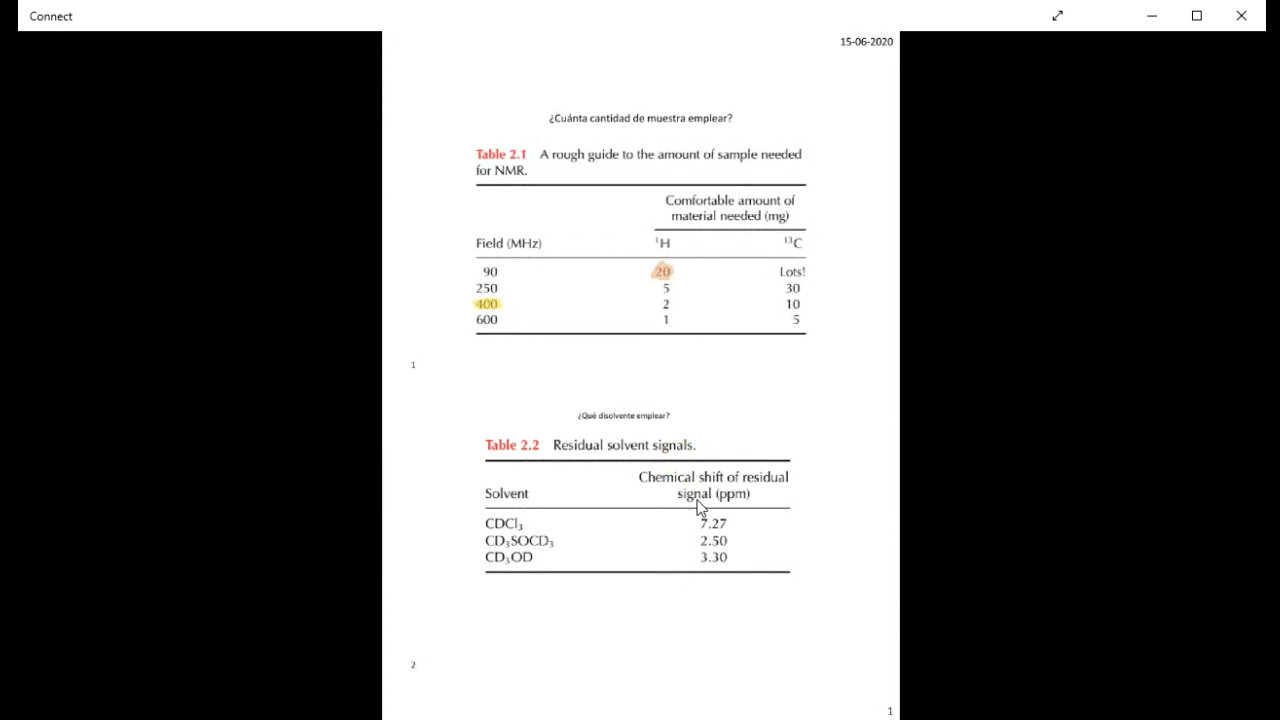 Connect
15-06-2020
¿Cuánta cantidad de muestra emplear?
Table 2.1 A rough guide to the amount of sample needed
for NMR.
Comfortable amount of
material needed (mg)
Field (MHz) ¹H ¹³C
90 20 Lots!
250 5 30
400 2 10
600 1 5
1
¿Qué disolvente emplear?
Table 2.2 Residual solvent signals.
Chemical shift of residual
Solvent signal (ppm)
CDCl₃ 7.27
CD₃SOCD₃ 2.50
CD₃OD 3.30
2
1